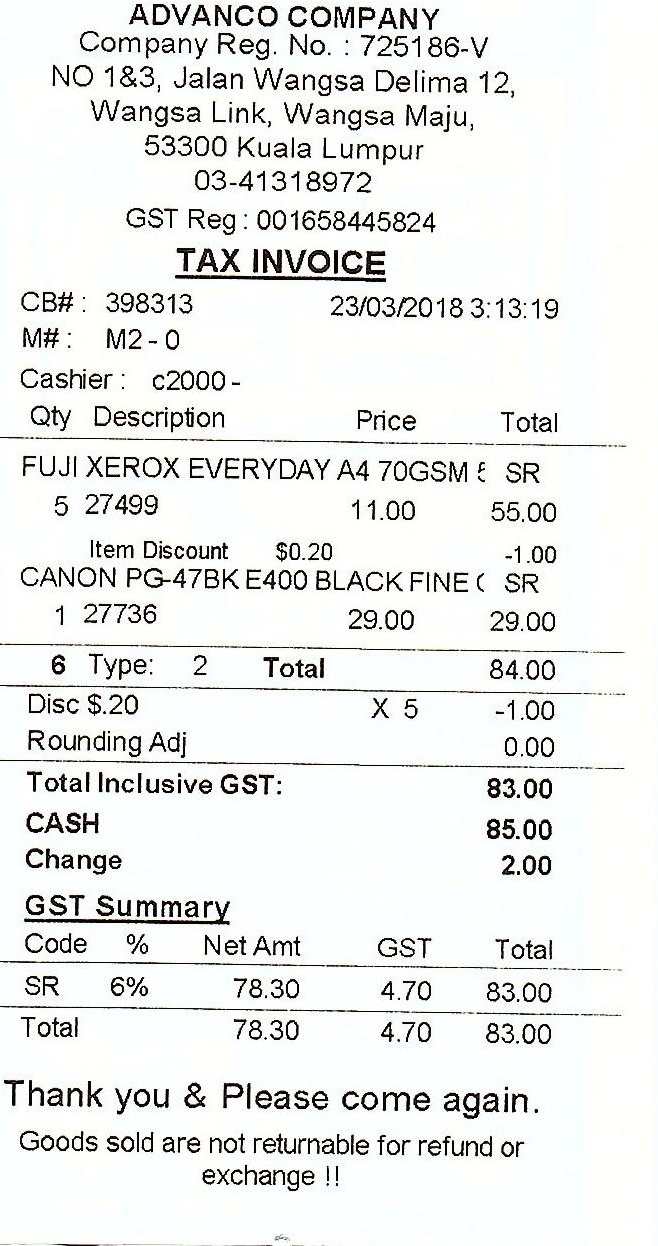 ADVANCO COMPANY
Company Reg. No. : 725186-V
NO 1&3, Jalan Wangsa Delima 12,
Wangsa Link, Wangsa Maju,
53300 Kuala Lumpur
03-41318972
GST Reg : 001658445824
TAX INVOICE
CB# : 398313 23/03/2018 3:13:19
M# : M2 - 0
Cashier : c2000 -
Qty Description Price Total
FUJI XEROX EVERYDAY A4 70GSM SR
5 27499 11.00 55.00
Item Discount $0.20 -1.00
CANON PG-47BK E400 BLACK FINE SR
1 27736 29.00 29.00
6 Type: 2 Total 84.00
Disc $.20 X 5 -1.00
Rounding Adj 0.00
Total Inclusive GST: 83.00
CASH 85.00
Change 2.00
GST Summary
Code % Net Amt GST Total
SR 6% 78.30 4.70 83.00
Total 78.30 4.70 83.00
Thank you & Please come again.
Goods sold are not returnable for refund or
exchange !!